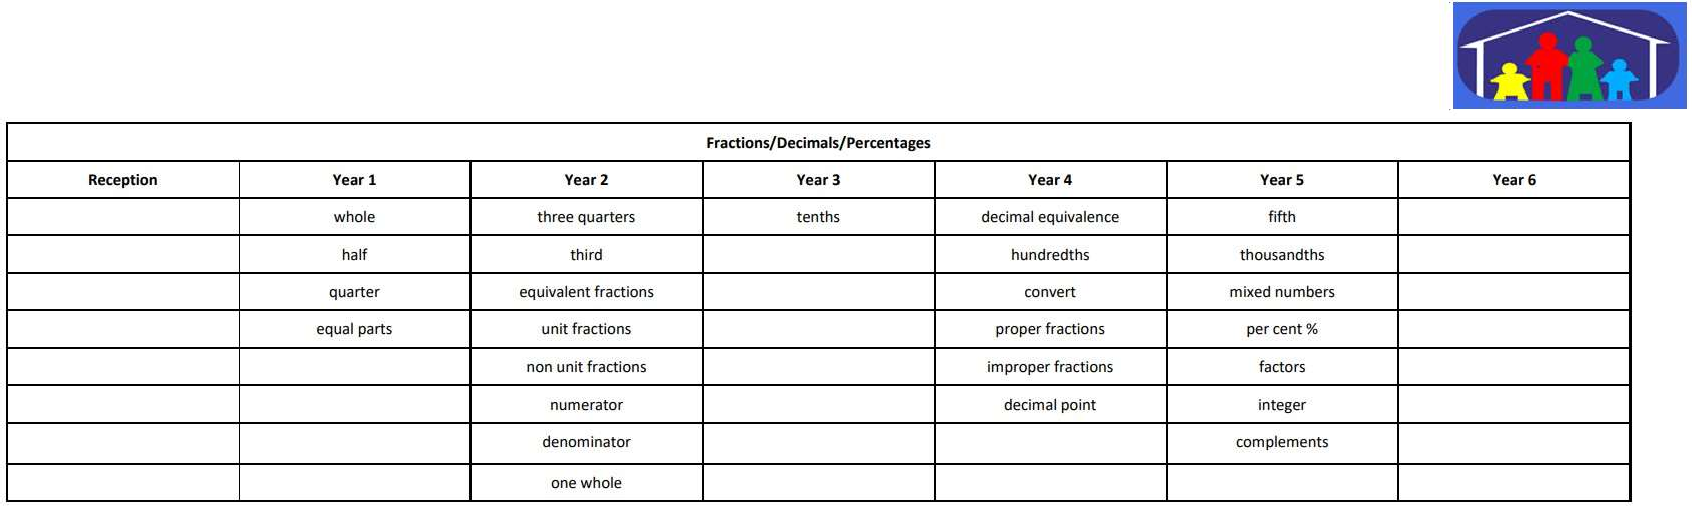 Fractions/Decimals/Percentages
Reception Year 1 Year 2 Year 3 Year 4 Year 5 Year 6
whole three quarters tenths decimal equivalence fifth
half third hundredths thousandths
quarter equivalent fractions convert mixed numbers
equal parts unit fractions proper fractions per cent %
non unit fractions improper fractions factors
numerator decimal point integer
denominator complements
one whole